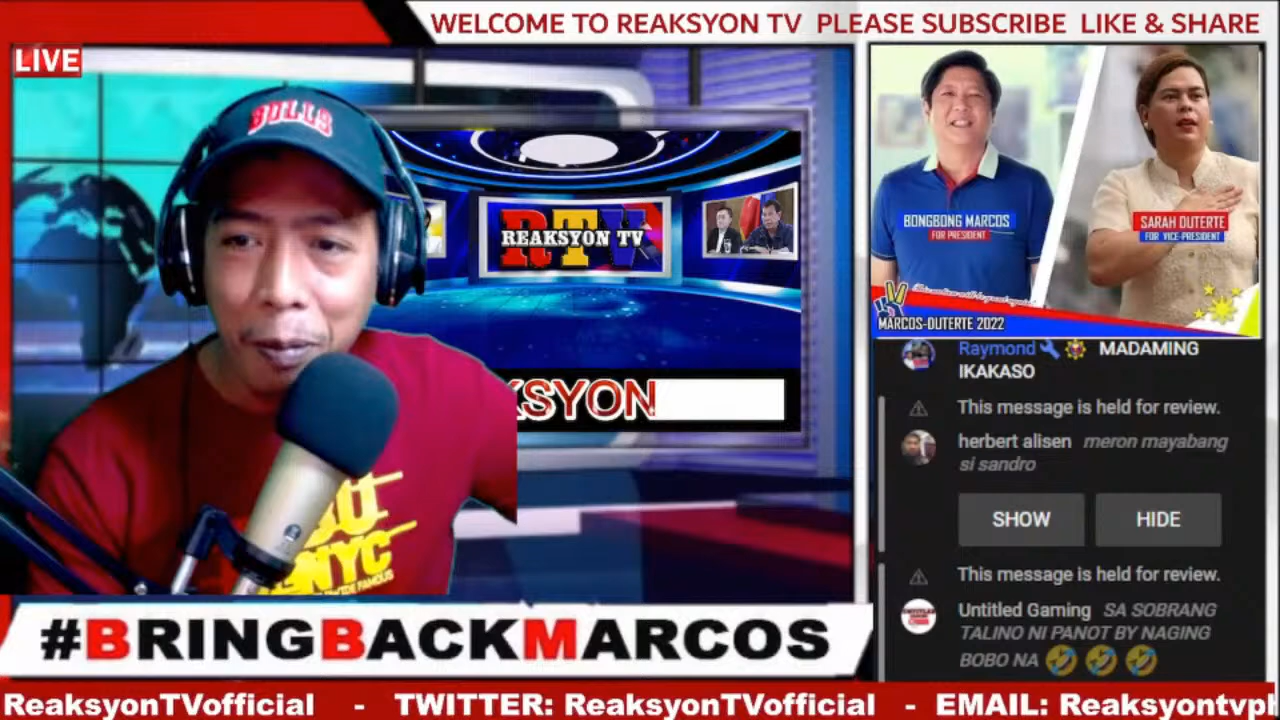 WELCOME TO REAKSYON TV PLEASE SUBSCRIBE LIKE & SHARE
LIVE
BULLS
RTV
REAKSYON TV
KSYON
NYC
BONGBONG MARCOS
FOR PRESIDENT
SARAH DUTERTE
FOR VICE-PRESIDENT
MARCOS-DUTERTE 2022
Raymond MADAMING
IKAKASO
This message is held for review.
herbert alisen meron mayabang
si sandro
SHOW HIDE
This message is held for review.
Untitled Gaming SA SOBRANG
TALINO NI PANOT BY NAGING
BOBO NA 🤣 🤣 🤣
#BRINGBACKMARCOS
ReaksyonTVofficial - TWITTER: ReaksyonTVofficial - EMAIL: Reaksyontvpl